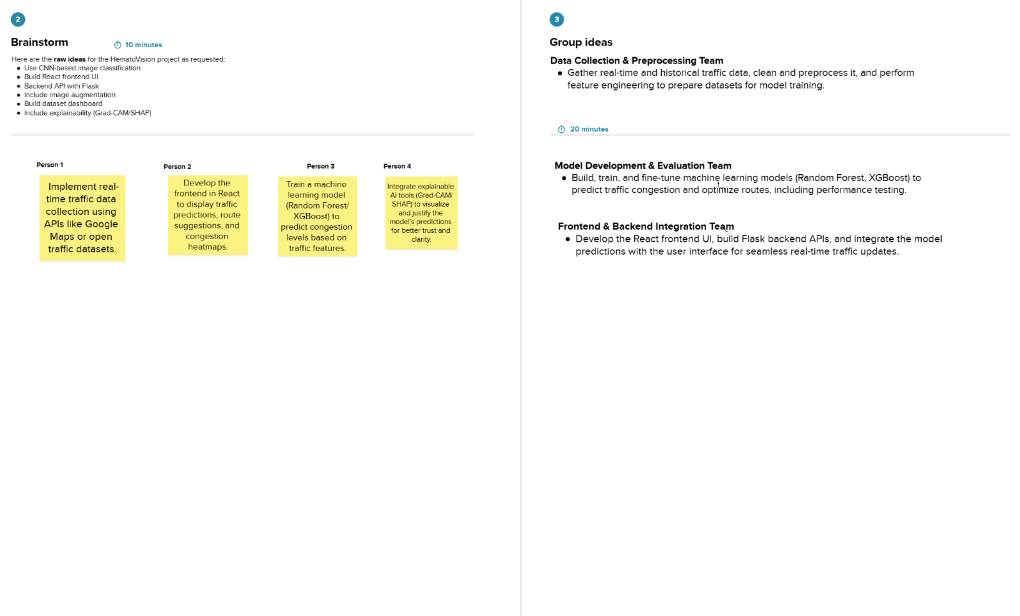 2
Brainstorm
10 minutes
Here are the raw ideas for the HematoVision project as requested:
• Use CNN-based image classification
• Build React frontend UI
• Backend API with Flask
• Include image augmentation
• Build dataset dashboard
• Include explainability (Grad-CAM/SHAP)
Person 1
Implement real-
time traffic data
collection using
APIs like Google
Maps or open
traffic datasets.
Person 2
Develop the
frontend in React
to display traffic
predictions, route
suggestions, and
congestion
heatmaps.
Person 3
Train a machine
learning model
(Random Forest/
XGBoost) to
predict congestion
levels based on
traffic features.
Person 4
Integrate explainable
AI tools (Grad-CAM/
SHAP) to visualize
and justify the
model's predictions
for better trust and
clarity.
3
Group ideas
Data Collection & Preprocessing Team
• Gather real-time and historical traffic data, clean and preprocess it, and perform
feature engineering to prepare datasets for model training.
20 minutes
Model Development & Evaluation Team
• Build, train, and fine-tune machine learning models (Random Forest, XGBoost) to
predict traffic congestion and optimize routes, including performance testing.
Frontend & Backend Integration Team
• Develop the React frontend UI, build Flask backend APIs, and integrate the model
predictions with the user interface for seamless real-time traffic updates.